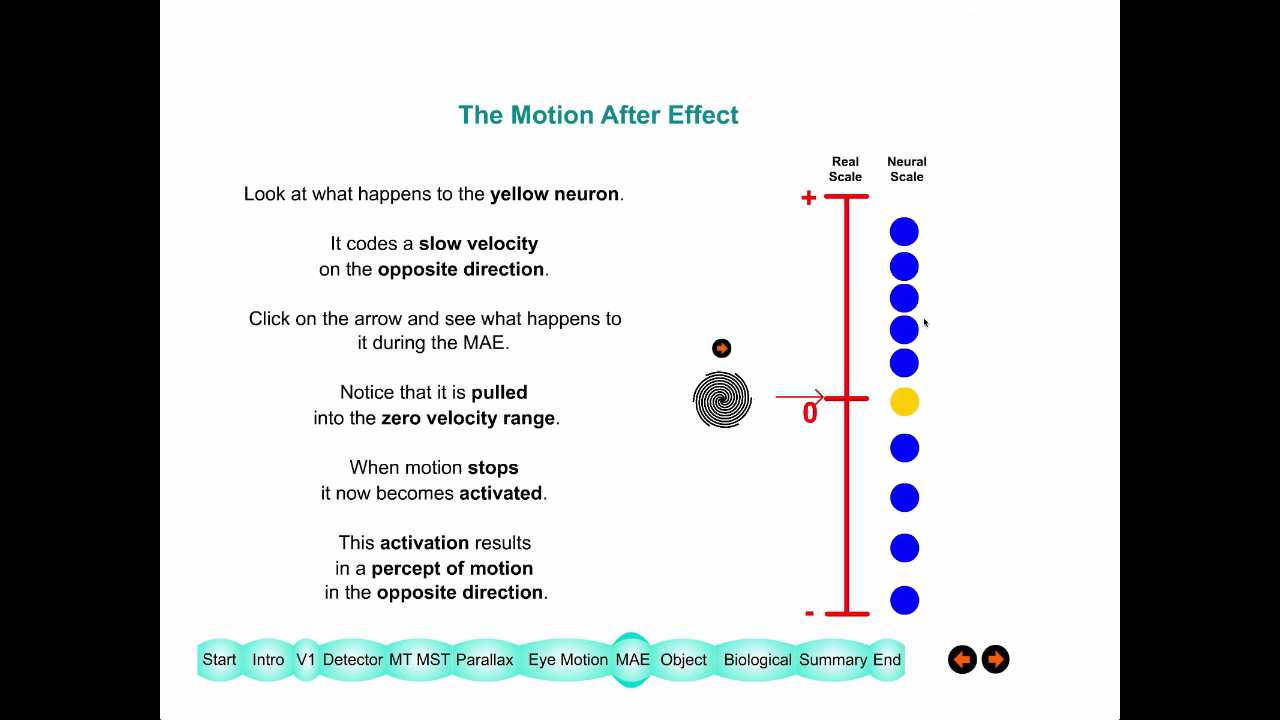 The Motion After Effect
Real
Scale
Neural
Scale
Look at what happens to the yellow neuron.
It codes a slow velocity
on the opposite direction.
Click on the arrow and see what happens to
it during the MAE.
Notice that it is pulled
into the zero velocity range.
When motion stops
it now becomes activated.
This activation results
in a percept of motion
in the opposite direction.
+
0
-
Start Intro V1 Detector MT MST Parallax Eye Motion MAE Object Biological Summary End